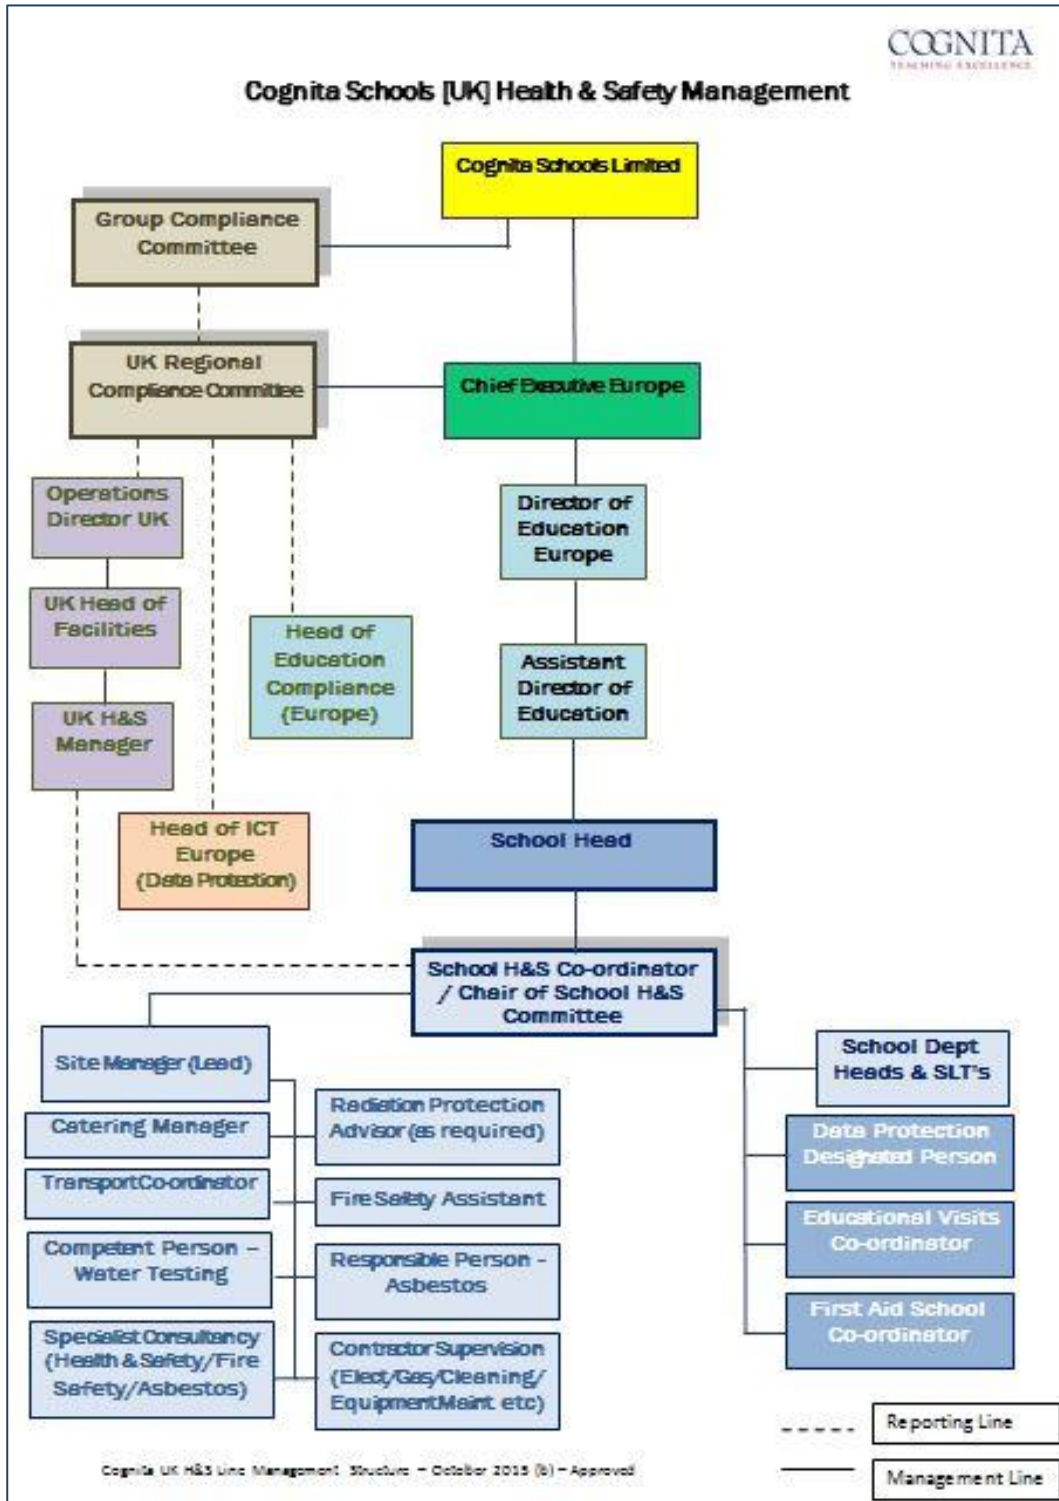 COGNITA
TEACHING EXCELLENCE
Cognita Schools [UK] Health & Safety Management
Cognita Schools Limited
Group Compliance
Committee
UK Regional
Compliance Committee
Chief Executive Europe
Operations
Director UK
Director of
Education
Europe
UK Head of
Facilities
Head of
Education
Compliance
(Europe)
Assistant
Director of
Education
UK H&S
Manager
Head of ICT
Europe
(Data Protection)
School Head
School H&S Co-ordinator
/ Chair of School H&S
Committee
Site Manager (Lead)
School Dept
Heads & SLT's
Catering Manager
Radiation Protection
Advisor (as required)
Data Protection
Designated Person
Transport Co-ordinator
Fire Safety Assistant
Educational Visits
Co-ordinator
Competent Person –
Water Testing
Responsible Person -
Asbestos
First Aid School
Co-ordinator
Specialist Consultancy
(Health & Safety/Fire
Safety/Asbestos)
Contractor Supervision
(Elect/Gas/Cleaning/
Equipment Maint. etc)
Reporting Line
Management Line
Cognita UK H&S Line Management Structure – October 2015 (b) – Approved